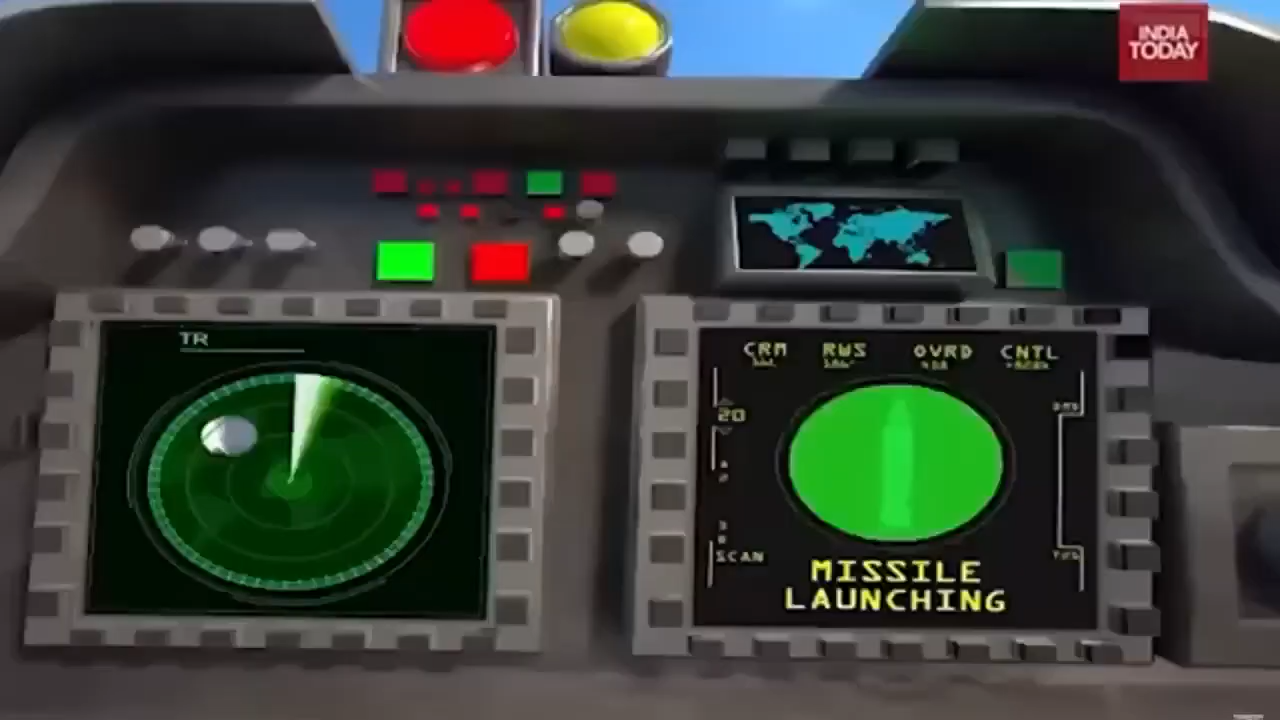 INDIA
TODAY
TR
CRM RWS OVRD CNTL
20
SCAN
MISSILE
LAUNCHING